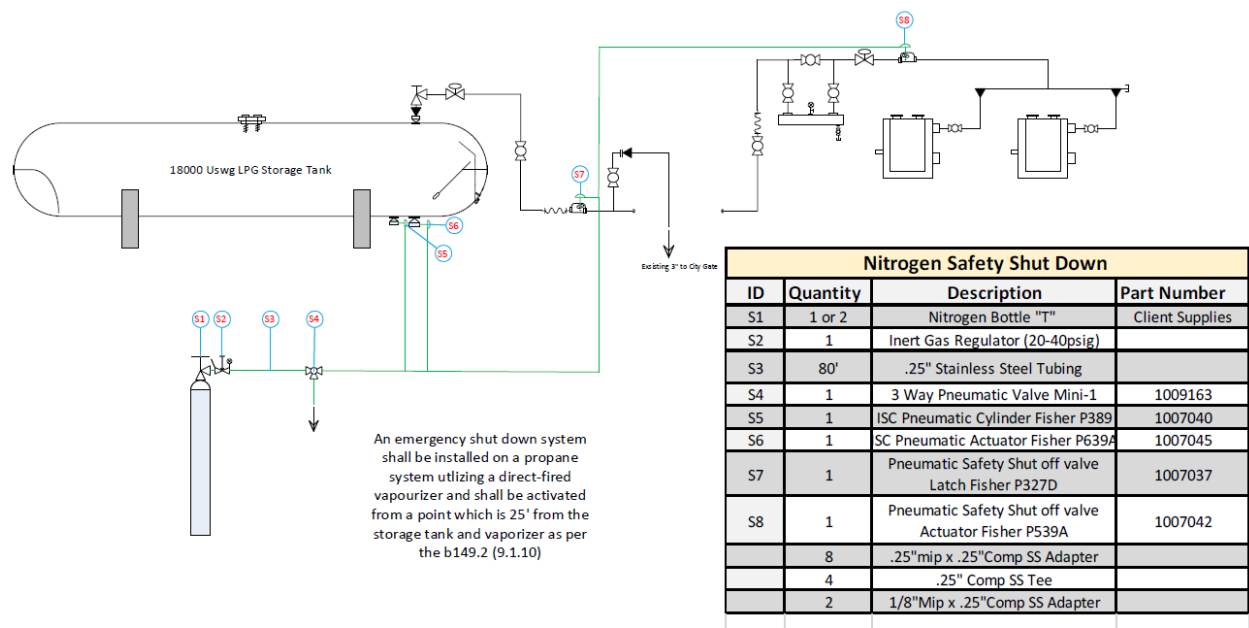 S8
18000 Uswg LPG Storage Tank
S7
S6
S5
Exsisting 3" to City Gate
S1 S2 S3 S4
An emergency shut down system
shall be installed on a propane
system utlizing a direct-fired
vapourizer and shall be activated
from a point which is 25' from the
storage tank and vaporizer as per
the b149.2 (9.1.10)
Nitrogen Safety Shut Down
ID Quantity Description Part Number
S1 1 or 2 Nitrogen Bottle "T" Client Supplies
S2 1 Inert Gas Regulator (20-40psig)
S3 80' .25" Stainless Steel Tubing
S4 1 3 Way Pneumatic Valve Mini-1 1009163
S5 1 ISC Pneumatic Cylinder Fisher P389 1007040
S6 1 SC Pneumatic Actuator Fisher P639A 1007045
S7 1 Pneumatic Safety Shut off valve
Latch Fisher P327D 1007037
S8 1 Pneumatic Safety Shut off valve
Actuator Fisher P539A 1007042
8 .25"mip x .25"Comp SS Adapter
4 .25" Comp SS Tee
2 1/8"Mip x .25"Comp SS Adapter